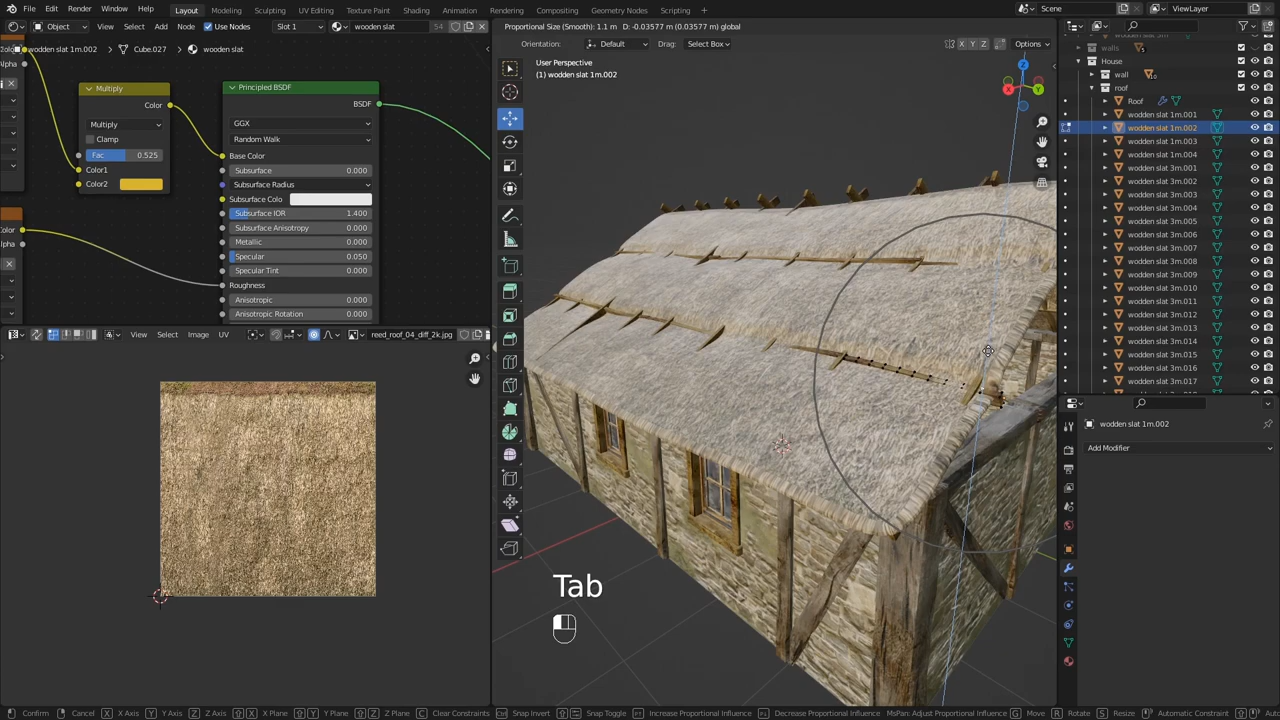 File Edit Render Window Help Layout Modeling Sculpting UV Editing Texture Paint Shading Animation Rendering Compositing Geometry Nodes Scripting Scene ViewLayer
Object View Select Add Node Use Nodes Slot 1 wooden slat 54 Proportional Size (Smooth): 1.1 m D: -0.03577 m (0.03577 m) global
Orientation: Default Drag: Select Box X Y Z Options
wooden slat 1m.002 > Cube.027 > wooden slat
Alpha
Multiply
Color
Multiply
Clamp
Fac 0.525
Color1
Color2
Color
Alpha
Principled BSDF
BSDF
GGX
Random Walk
Base Color
Subsurface 0.000
Subsurface Radius
Subsurface Colo
Subsurface IOR 1.400
Subsurface Anisotropy 0.000
Metallic 0.000
Specular 0.050
Specular Tint 0.000
Roughness
Anisotropic 0.000
Anisotropic Rotation 0.000
View Select Image UV reed_roof_04_diff_2k.jpg
User Perspective
(1) wooden slat 1m.002
Z
X
Y
Tab
walls 5
House
wall 10
roof
Roof
wooden slat 1m.001
wooden slat 1m.002
wooden slat 1m.003
wooden slat 1m.004
wooden slat 3m.001
wooden slat 3m.002
wooden slat 3m.003
wooden slat 3m.004
wooden slat 3m.005
wooden slat 3m.006
wooden slat 3m.007
wooden slat 3m.008
wooden slat 3m.009
wooden slat 3m.010
wooden slat 3m.011
wooden slat 3m.012
wooden slat 3m.013
wooden slat 3m.014
wooden slat 3m.015
wooden slat 3m.016
wooden slat 3m.017
wooden slat 1m.002
Add Modifier
Confirm Cancel X X Axis Y Y Axis Z Z Axis X X Plane Y Y Plane Z Z Plane C Clear Constraints Snap Invert Snap Toggle Increase Proportional Influence Decrease Proportional Influence MsPan: Adjust Proportional Influence G Move R Rotate S Resize Automatic Constraint Auto